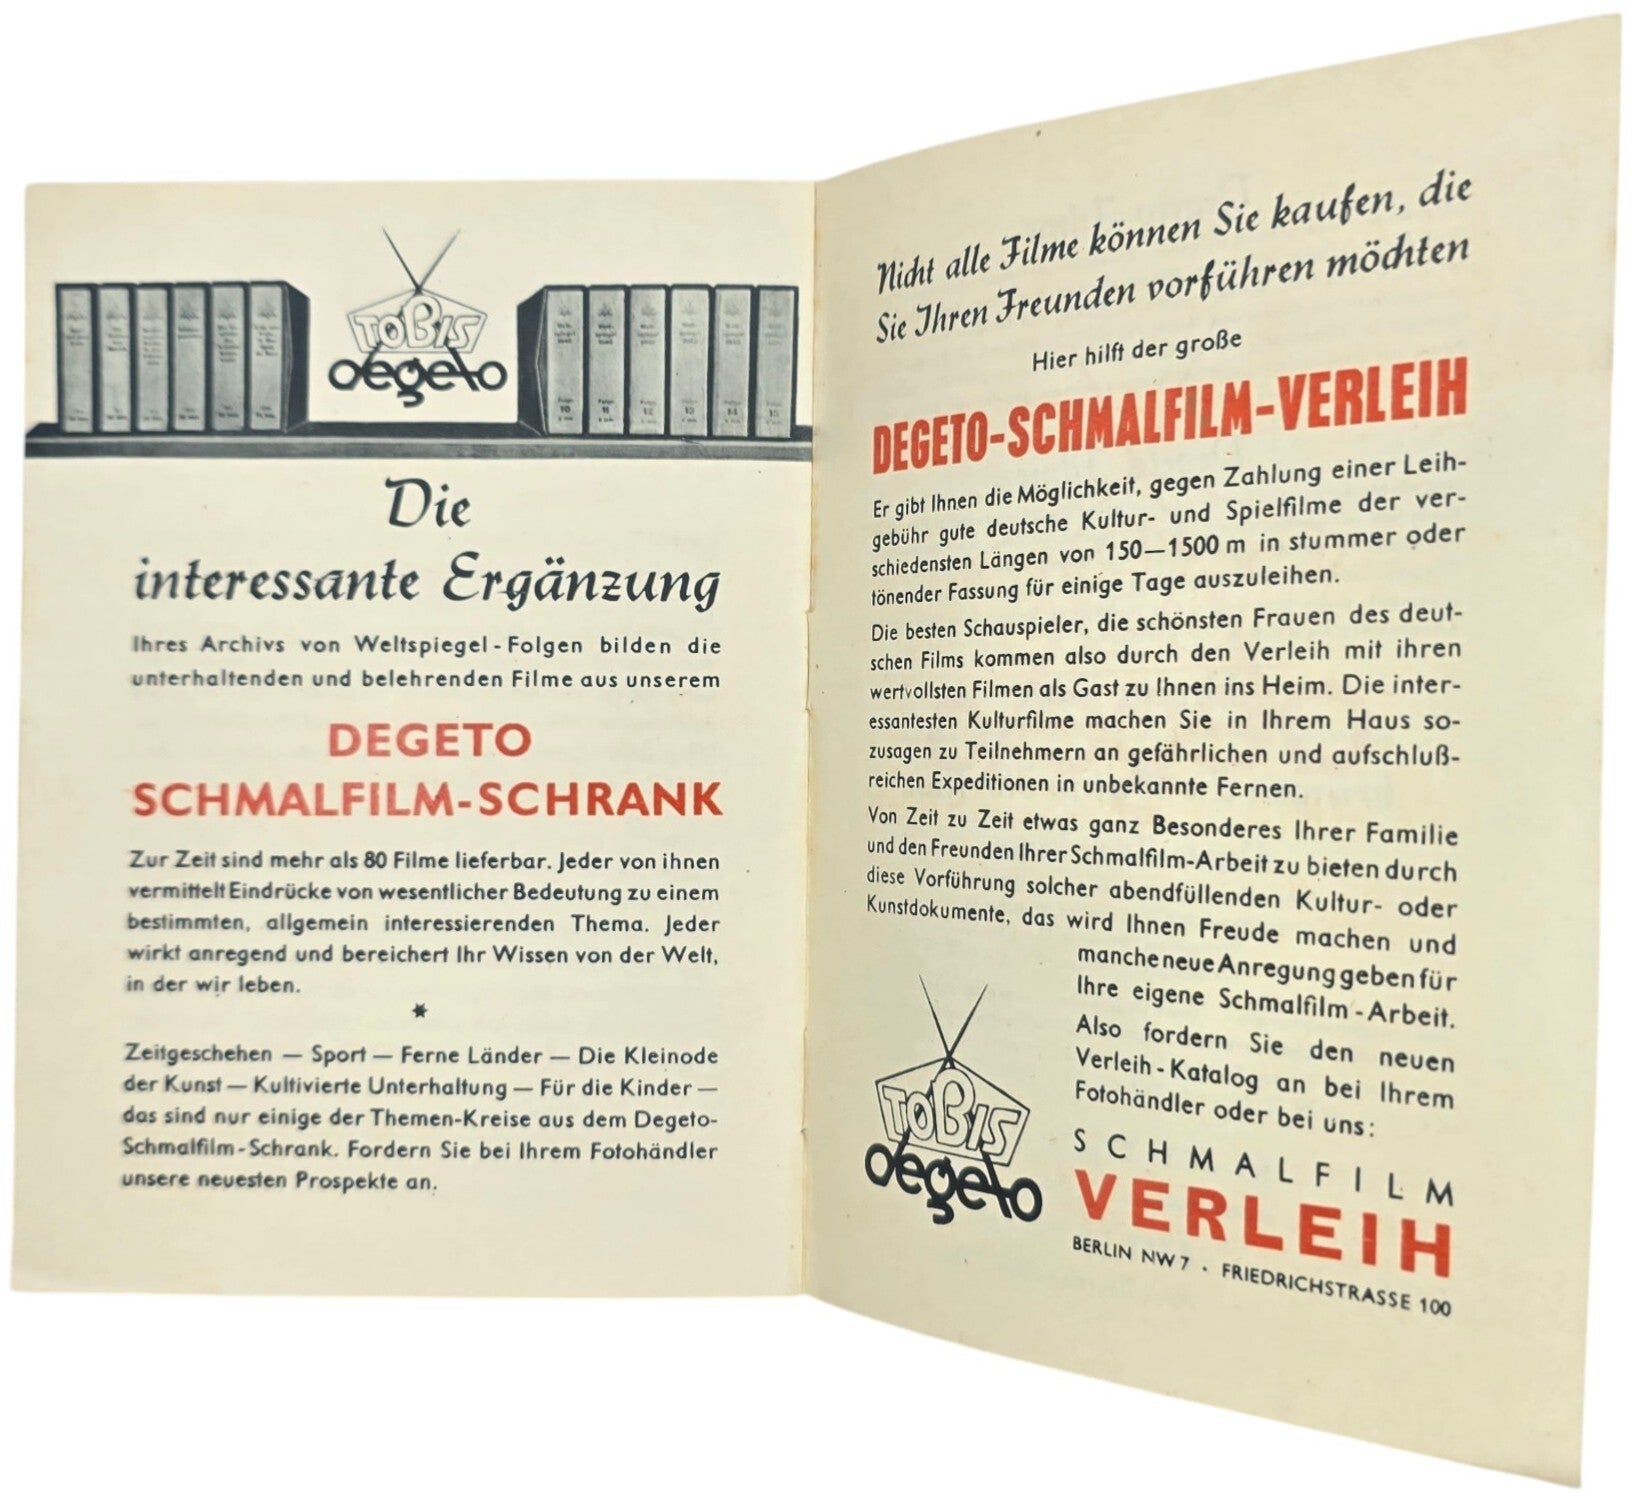 TOBIS
degeto
Folge
10
Folge
11
12
13
14
15
Die
interessante Ergänzung
Ihres Archivs von Weltspiegel-Folgen bilden die
unterhaltenden und belehrenden Filme aus unserem
DEGETO
SCHMALFILM-SCHRANK
Zur Zeit sind mehr als 80 Filme lieferbar. Jeder von ihnen
vermittelt Eindrücke von wesentlicher Bedeutung zu einem
bestimmten, allgemein interessierenden Thema. Jeder
wirkt anregend und bereichert Ihr Wissen von der Welt,
in der wir leben.
*
Zeitgeschehen — Sport — Ferne Länder — Die Kleinode
der Kunst — Kultivierte Unterhaltung — Für die Kinder —
das sind nur einige der Themen-Kreise aus dem Degeto-
Schmalfilm-Schrank. Fordern Sie bei Ihrem Fotohändler
unsere neuesten Prospekte an.
Nicht alle Filme können Sie kaufen, die
Sie Ihren Freunden vorführen möchten
Hier hilft der große
DEGETO-SCHMALFILM-VERLEIH
Er gibt Ihnen die Möglichkeit, gegen Zahlung einer Leih-
gebühr gute deutsche Kultur- und Spielfilme der ver-
schiedensten Längen von 150—1500 m in stummer oder
tönender Fassung für einige Tage auszuleihen.
Die besten Schauspieler, die schönsten Frauen des deut-
schen Films kommen also durch den Verleih mit ihren
wertvollsten Filmen als Gast zu Ihnen ins Heim. Die inter-
essantesten Kulturfilme machen Sie in Ihrem Haus so-
zusagen zu Teilnehmern an gefährlichen und aufschluß-
reichen Expeditionen in unbekannte Fernen.
Von Zeit zu Zeit etwas ganz Besonderes Ihrer Familie
und den Freunden Ihrer Schmalfilm-Arbeit zu bieten durch
diese Vorführung solcher abendfüllenden Kultur- oder
Kunstdokumente, das wird Ihnen Freude machen und
manche neue Anregung geben für
Ihre eigene Schmalfilm-Arbeit.
Also fordern Sie den neuen
Verleih-Katalog an bei Ihrem
Fotohändler oder bei uns:
TOBIS
degeto
SCHMALFILM
VERLEIH
BERLIN NW 7 · FRIEDRICHSTRASSE 100